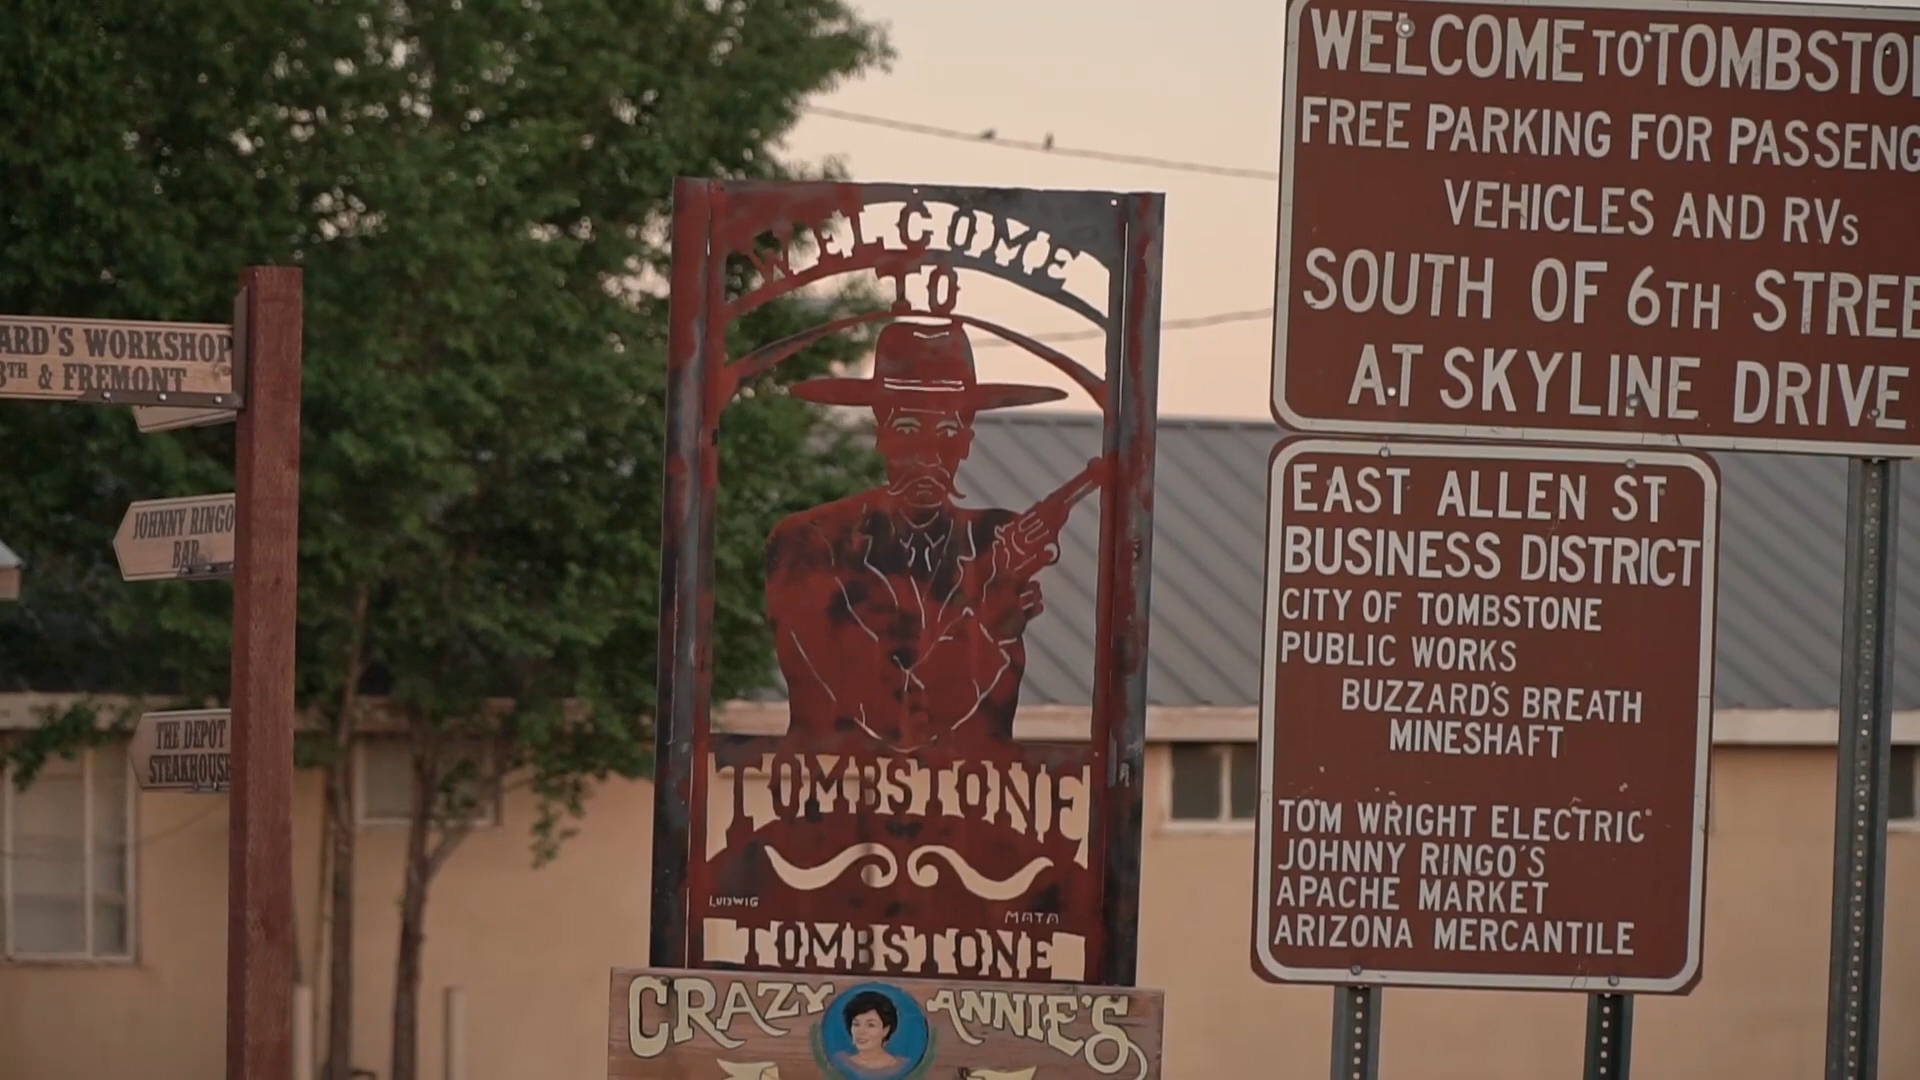 ARD'S WORKSHOP
8TH & FREMONT
JOHNNY RINGO
BAR
THE DEPOT
STEAKHOUSE
WELCOME
TO
TOMBSTONE
LUDWIG
MATA
TOMBSTONE
CRAZY ANNIE'S
WELCOME TO TOMBSTON
FREE PARKING FOR PASSENG
VEHICLES AND RVs
SOUTH OF 6TH STREE
AT SKYLINE DRIVE
EAST ALLEN ST
BUSINESS DISTRICT
CITY OF TOMBSTONE
PUBLIC WORKS
BUZZARD'S BREATH
MINESHAFT
TOM WRIGHT ELECTRIC
JOHNNY RINGO'S
APACHE MARKET
ARIZONA MERCANTILE